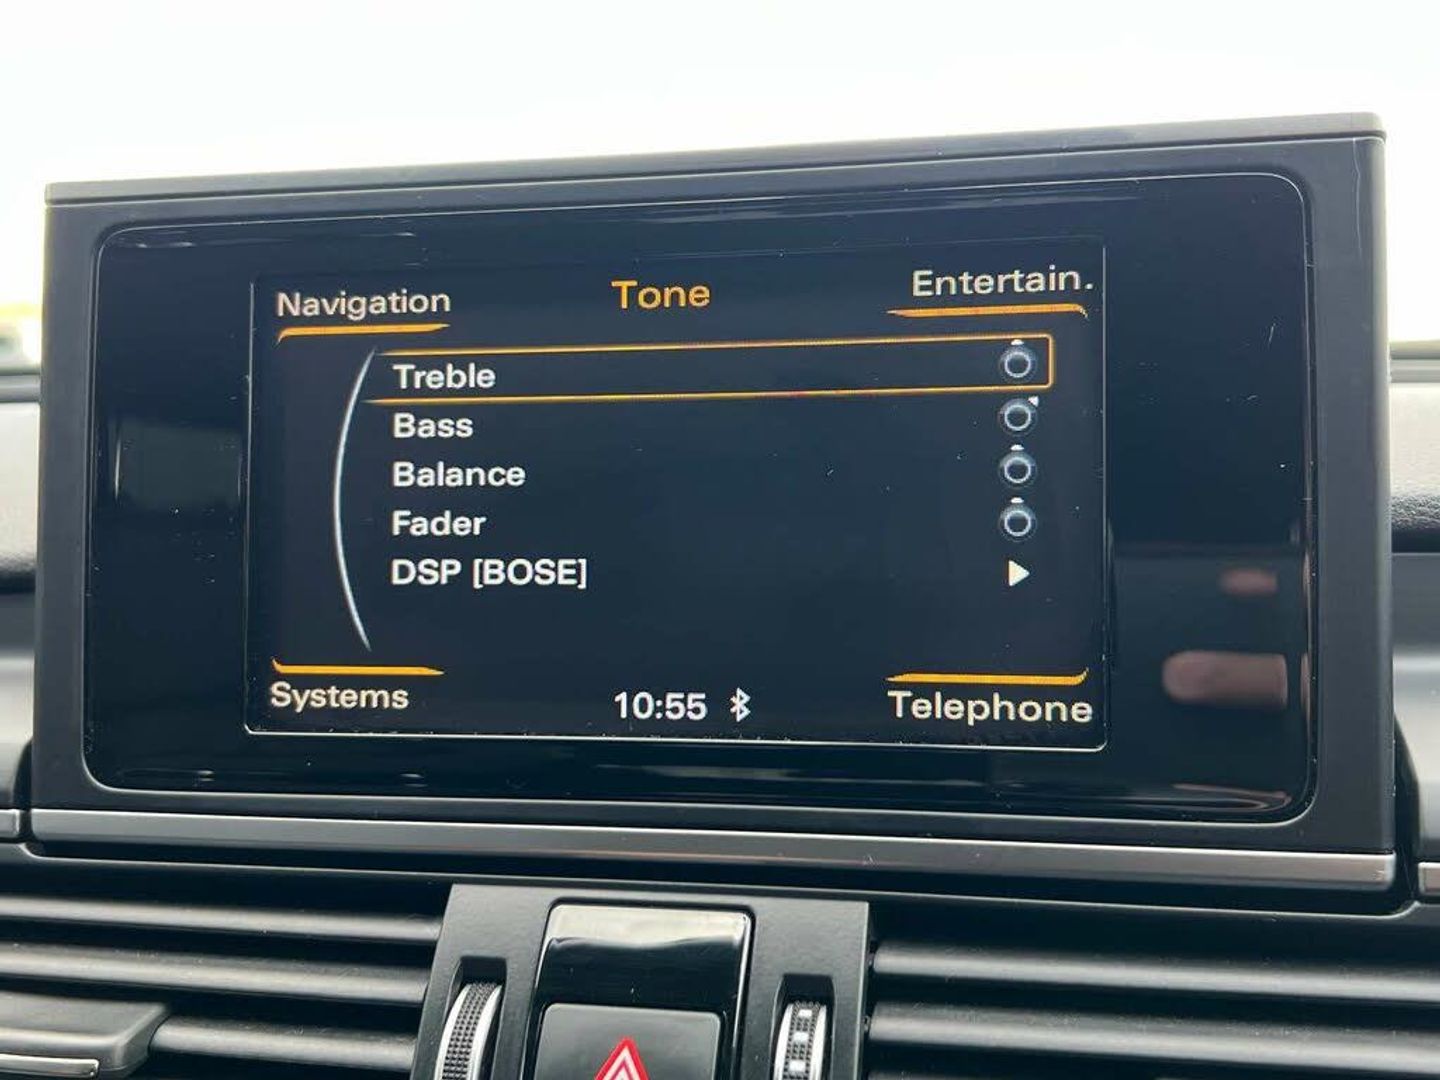 Navigation
Tone
Entertain.
Treble
Bass
Balance
Fader
DSP [BOSE]
Systems
10:55
Telephone